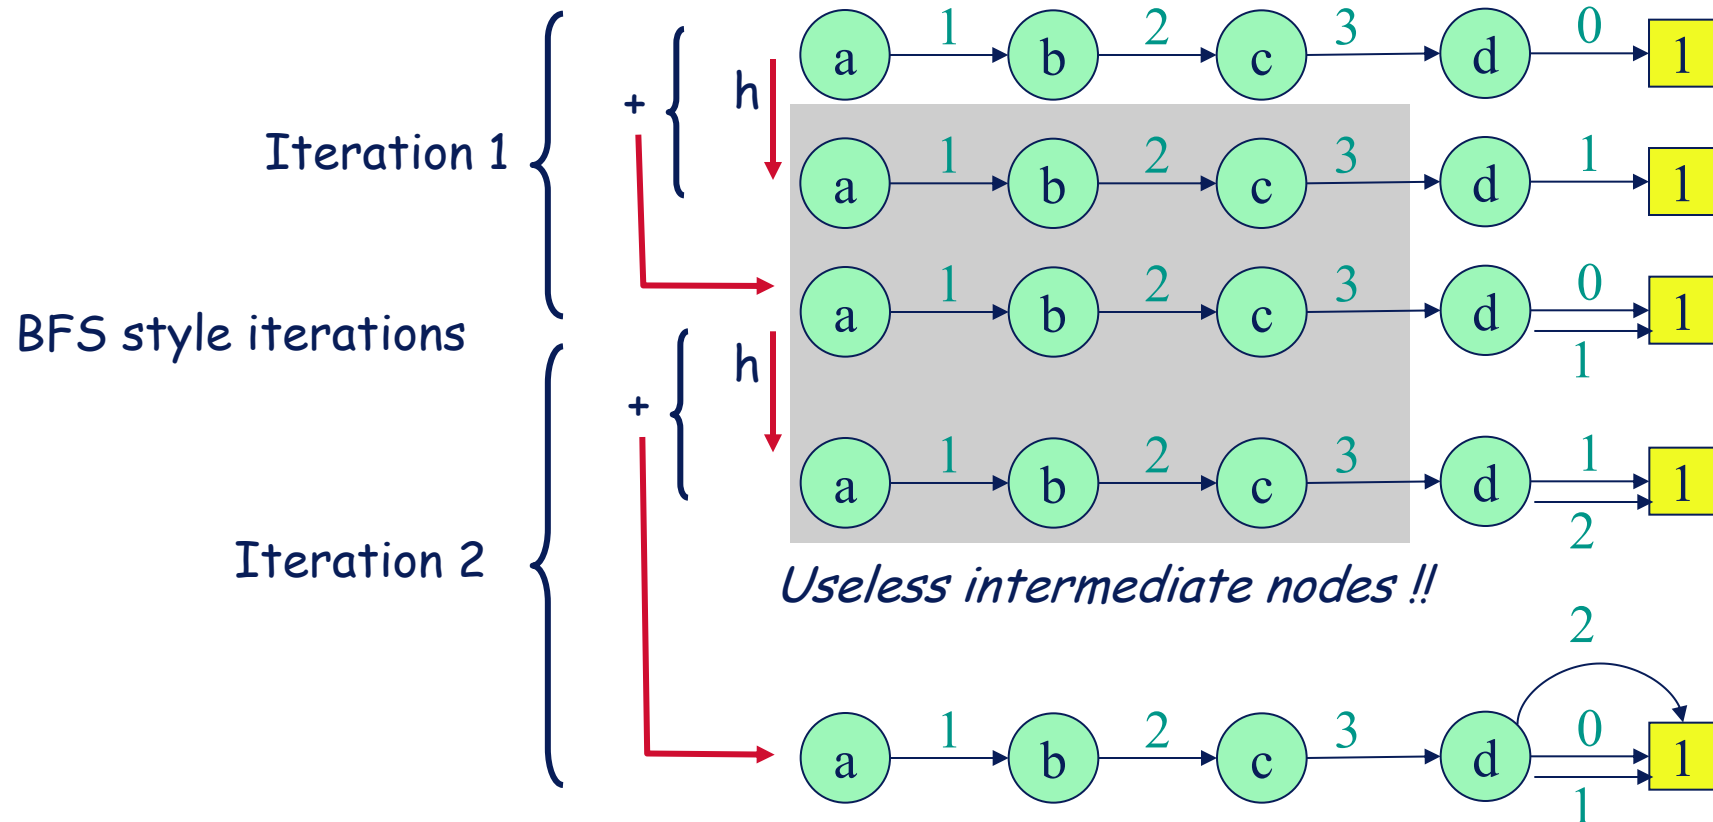 a 1 b 2 c 3 d 0 1
+ h
Iteration 1
a 1 b 2 c 3 d 1 1
a 1 b 2 c 3 d 0 1
1
BFS style iterations
h
+
a 1 b 2 c 3 d 1 1
2
Iteration 2
Useless intermediate nodes !!
2
a 1 b 2 c 3 d 0 1
1